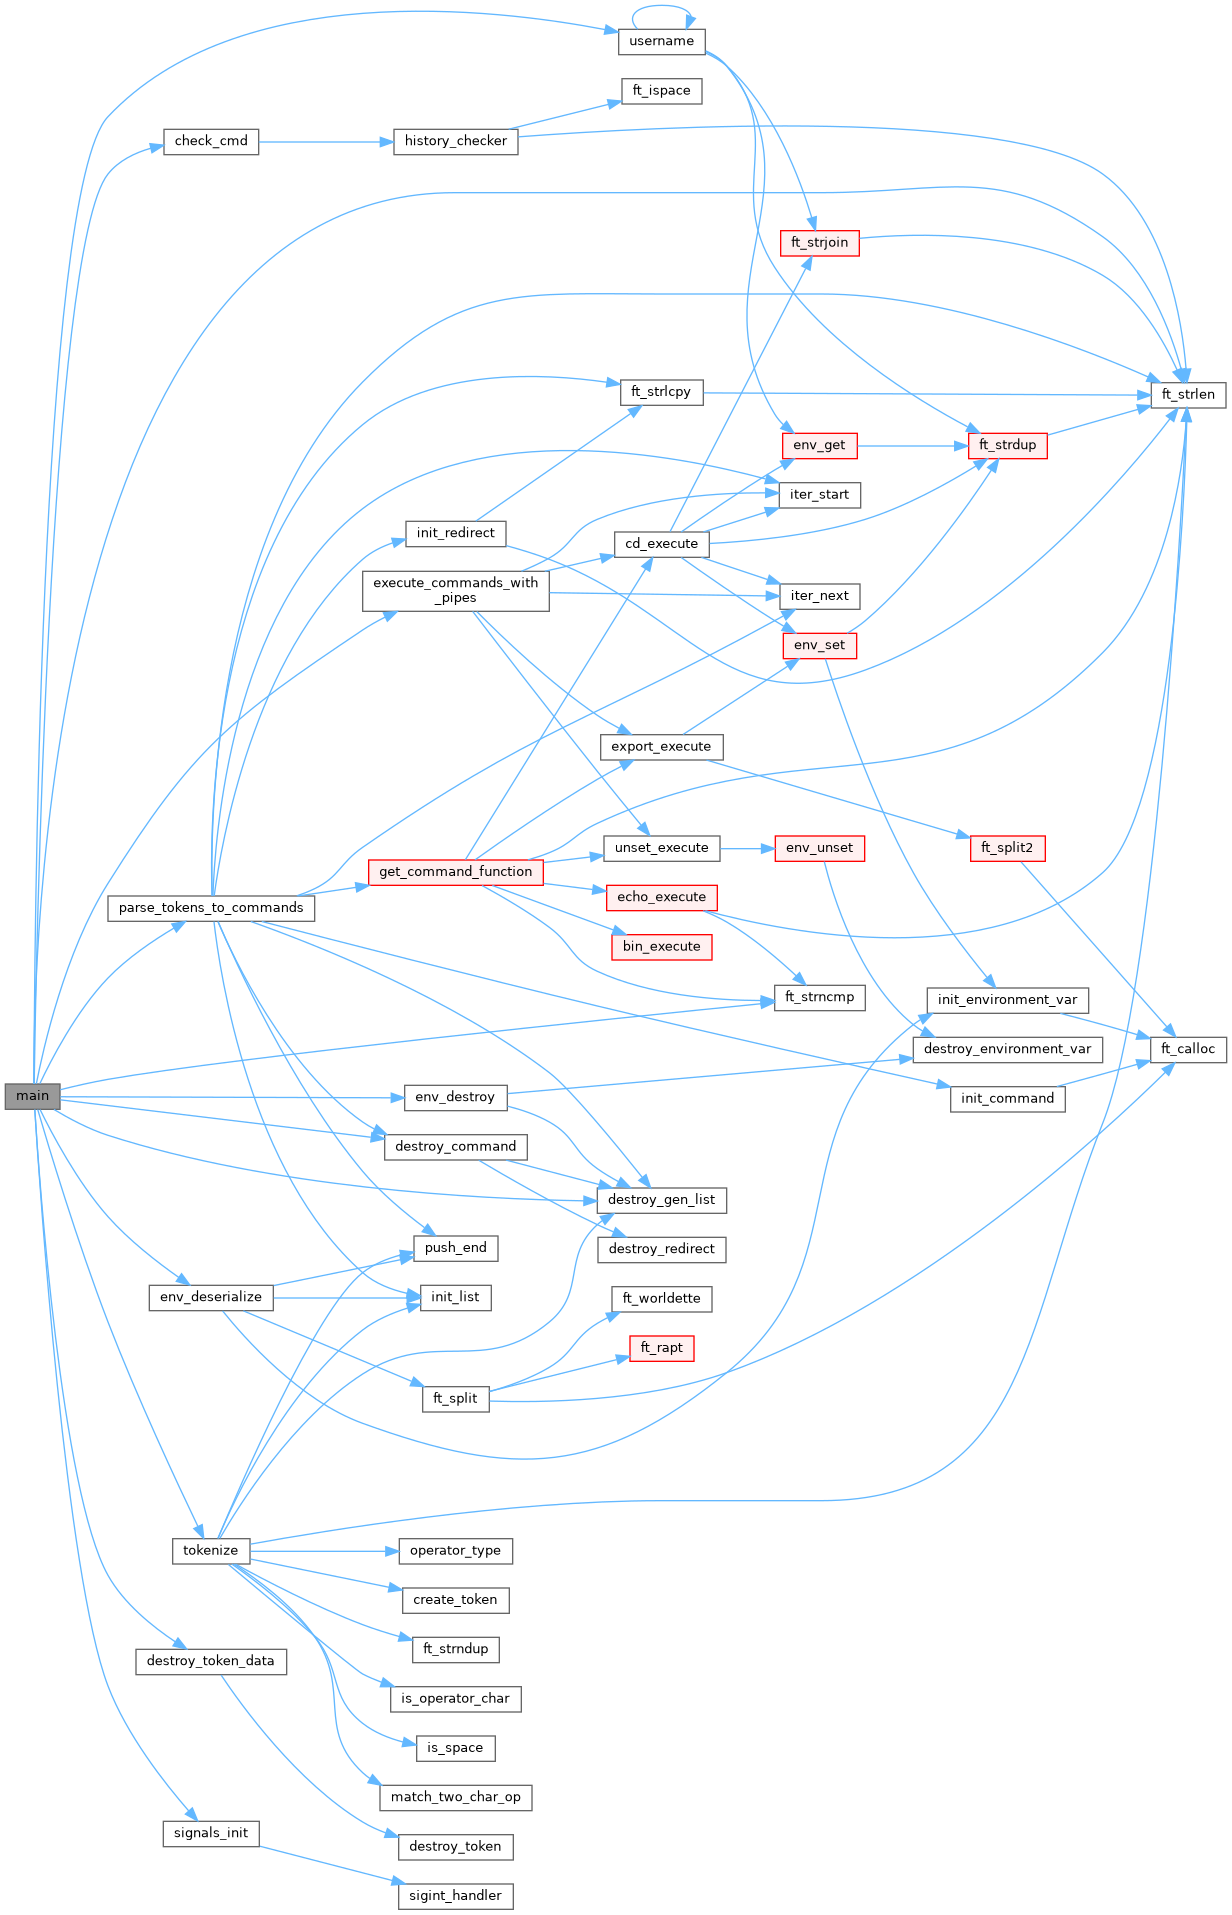 username
ft_ispace
check_cmd
history_checker
ft_strjoin
ft_strlcpy
ft_strlen
env_get
ft_strdup
iter_start
init_redirect
cd_execute
execute_commands_with
_pipes
iter_next
env_set
export_execute
unset_execute
env_unset
ft_split2
get_command_function
echo_execute
parse_tokens_to_commands
bin_execute
ft_strncmp
init_environment_var
destroy_environment_var
ft_calloc
main
env_destroy
init_command
destroy_command
destroy_gen_list
push_end
destroy_redirect
env_deserialize
init_list
ft_worldette
ft_rapt
ft_split
tokenize
operator_type
create_token
ft_strndup
destroy_token_data
is_operator_char
is_space
match_two_char_op
signals_init
destroy_token
sigint_handler